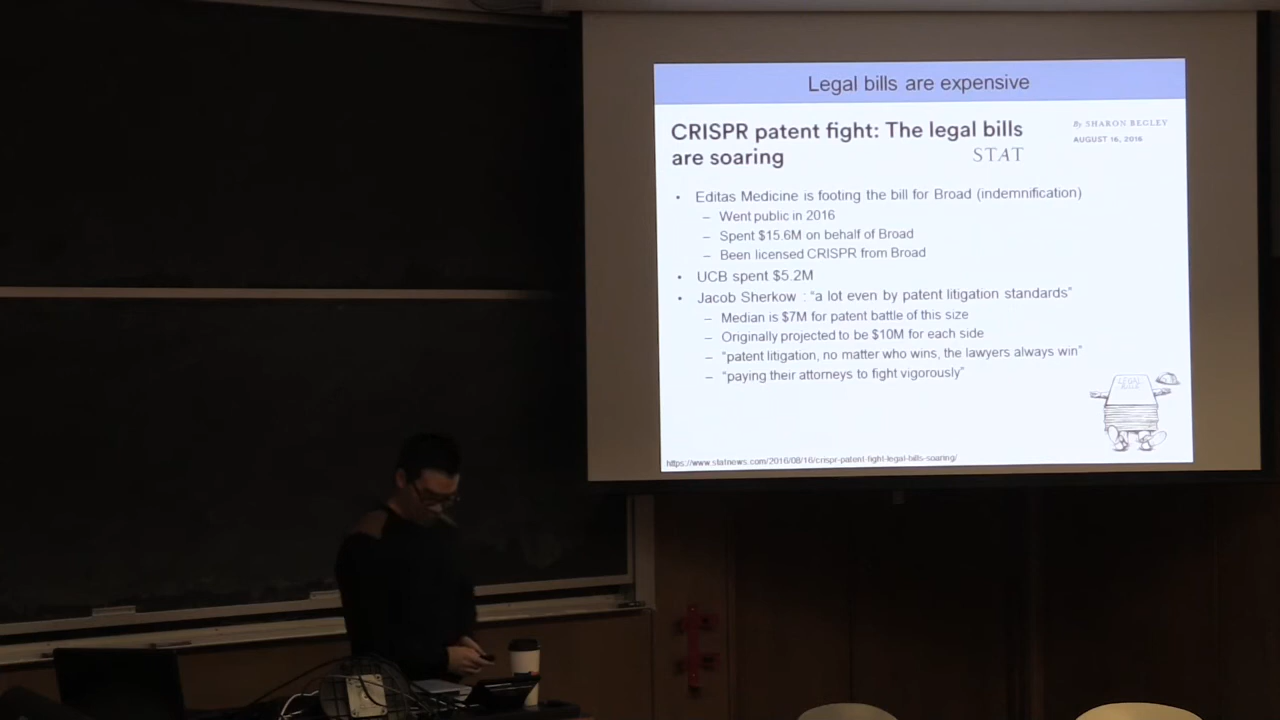 Legal bills are expensive
CRISPR patent fight: The legal bills
are soaring
By SHARON BEGLEY
AUGUST 16, 2016
STAT
• Editas Medicine is footing the bill for Broad (indemnification)
– Went public in 2016
– Spent $15.6M on behalf of Broad
– Been licensed CRISPR from Broad
• UCB spent $5.2M
• Jacob Sherkow : “a lot even by patent litigation standards”
– Median is $7M for patent battle of this size
– Originally projected to be $10M for each side
– “patent litigation, no matter who wins, the lawyers always win”
– “paying their attorneys to fight vigorously”
LEGAL
https://www.statnews.com/2016/08/16/crispr-patent-fight-legal-bills-soaring/